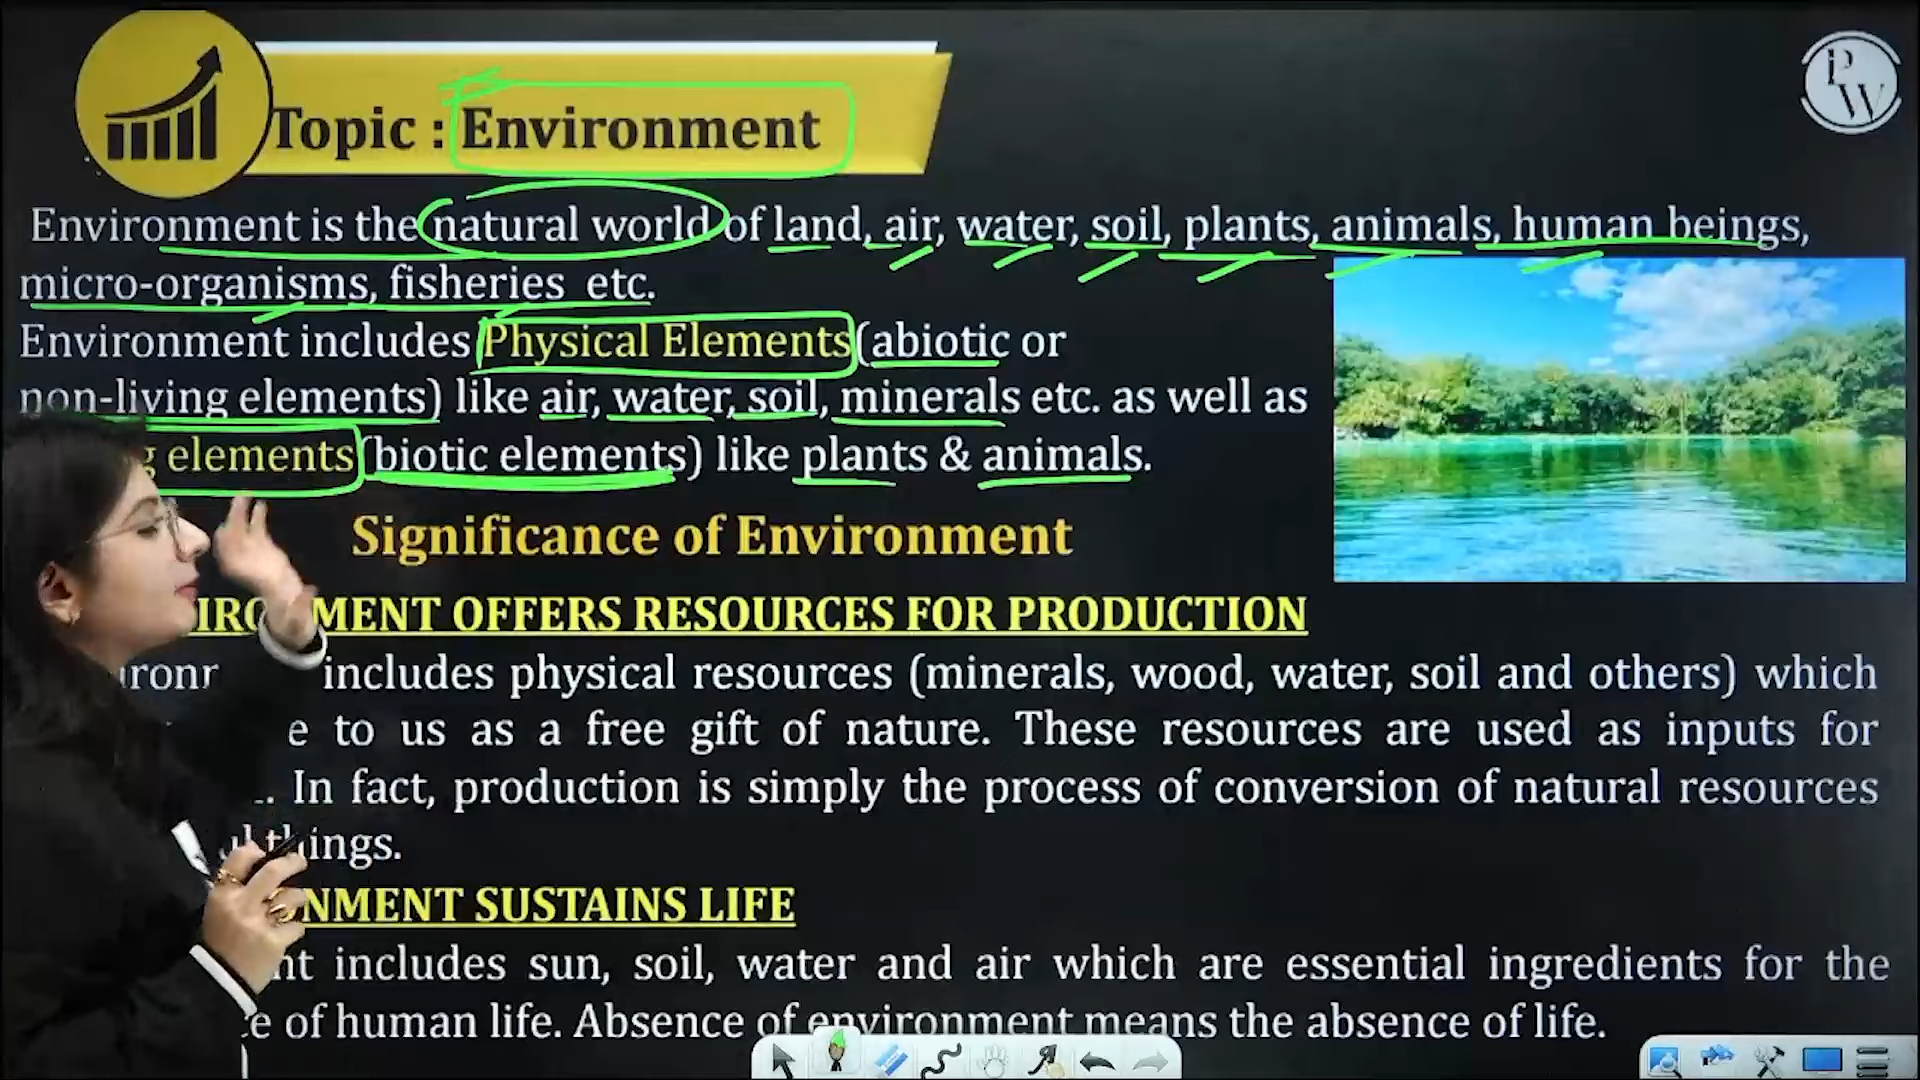 Topic : Environment
P
W
Environment is the natural world of land, air, water, soil, plants, animals, human beings,
micro-organisms, fisheries etc.
Environment includes Physical Elements (abiotic or
non-living elements) like air, water, soil, minerals etc. as well as
elements (biotic elements) like plants & animals.
Significance of Environment
OFFERS RESOURCES FOR PRODUCTION
includes physical resources (minerals, wood, water, soil and others) which
to us as a free gift of nature. These resources are used as inputs for
In fact, production is simply the process of conversion of natural resources
things.
SUSTAINS LIFE
includes sun, soil, water and air which are essential ingredients for the
of human life. Absence of environment means the absence of life.